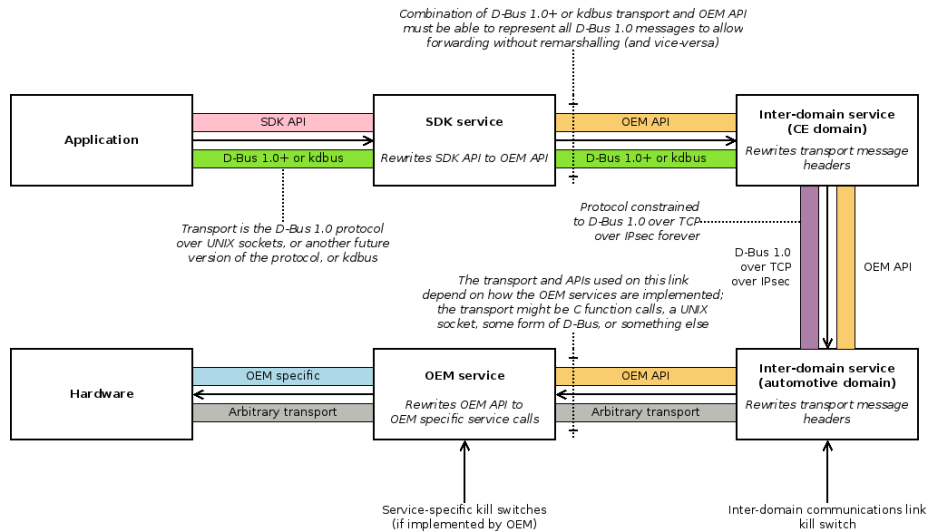 Combination of D-Bus 1.0+ or kdbus transport and OEM API
must be able to represent all D-Bus 1.0 messages to allow
forwarding without remarshalling (and vice-versa)
Application
SDK API
D-Bus 1.0+ or kdbus
SDK service
Rewrites SDK API to OEM API
OEM API
D-Bus 1.0+ or kdbus
Inter-domain service
(CE domain)
Rewrites transport message
headers
Transport is the D-Bus 1.0 protocol
over UNIX sockets, or another future
version of the protocol, or kdbus
Protocol constrained
to D-Bus 1.0 over TCP
over IPsec forever
D-Bus 1.0
over TCP
over IPsec
OEM API
The transport and APIs used on this link
depend on how the OEM services are implemented;
the transport might be C function calls, a UNIX
socket, some form of D-Bus, or something else
Hardware
OEM specific
Arbitrary transport
OEM service
Rewrites OEM API to
OEM specific service calls
OEM API
Arbitrary transport
Inter-domain service
(automotive domain)
Rewrites transport message
headers
Service-specific kill switches
(if implemented by OEM)
Inter-domain communications link
kill switch